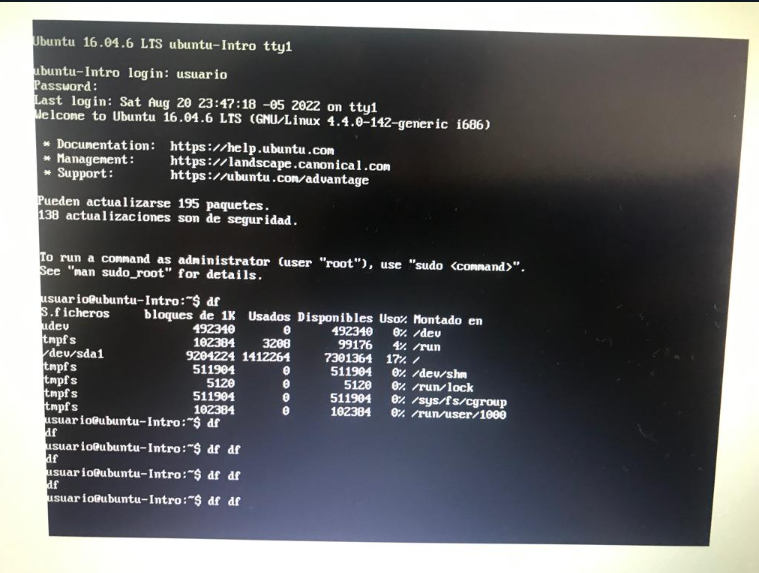 Ubuntu 16.04.6 LTS ubuntu-Intro tty1
ubuntu-Intro login: usuario
Password:
Last login: Sat Aug 20 23:47:18 -05 2022 on tty1
Welcome to Ubuntu 16.04.6 LTS (GNU/Linux 4.4.0-142-generic i686)
* Documentation: https://help.ubuntu.com
* Management: https://landscape.canonical.com
* Support: https://ubuntu.com/advantage
Pueden actualizarse 195 paquetes.
138 actualizaciones son de seguridad.
To run a command as administrator (user "root"), use "sudo <command>".
See "man sudo_root" for details.
usuario@ubuntu-Intro:~$ df
S.ficheros bloques de 1K Usados Disponibles Uso% Montado en
udev 492340 0 492340 0% /dev
tmpfs 102384 3208 99176 4% /run
/dev/sda1 9204224 1412264 7301364 17% /
tmpfs 511904 0 511904 0% /dev/shm
tmpfs 5120 0 5120 0% /run/lock
tmpfs 511904 0 511904 0% /sys/fs/cgroup
tmpfs 102384 0 102384 0% /run/user/1000
usuario@ubuntu-Intro:~$ df
df
usuario@ubuntu-Intro:~$ df df
df
usuario@ubuntu-Intro:~$ df df
df
usuario@ubuntu-Intro:~$ df df